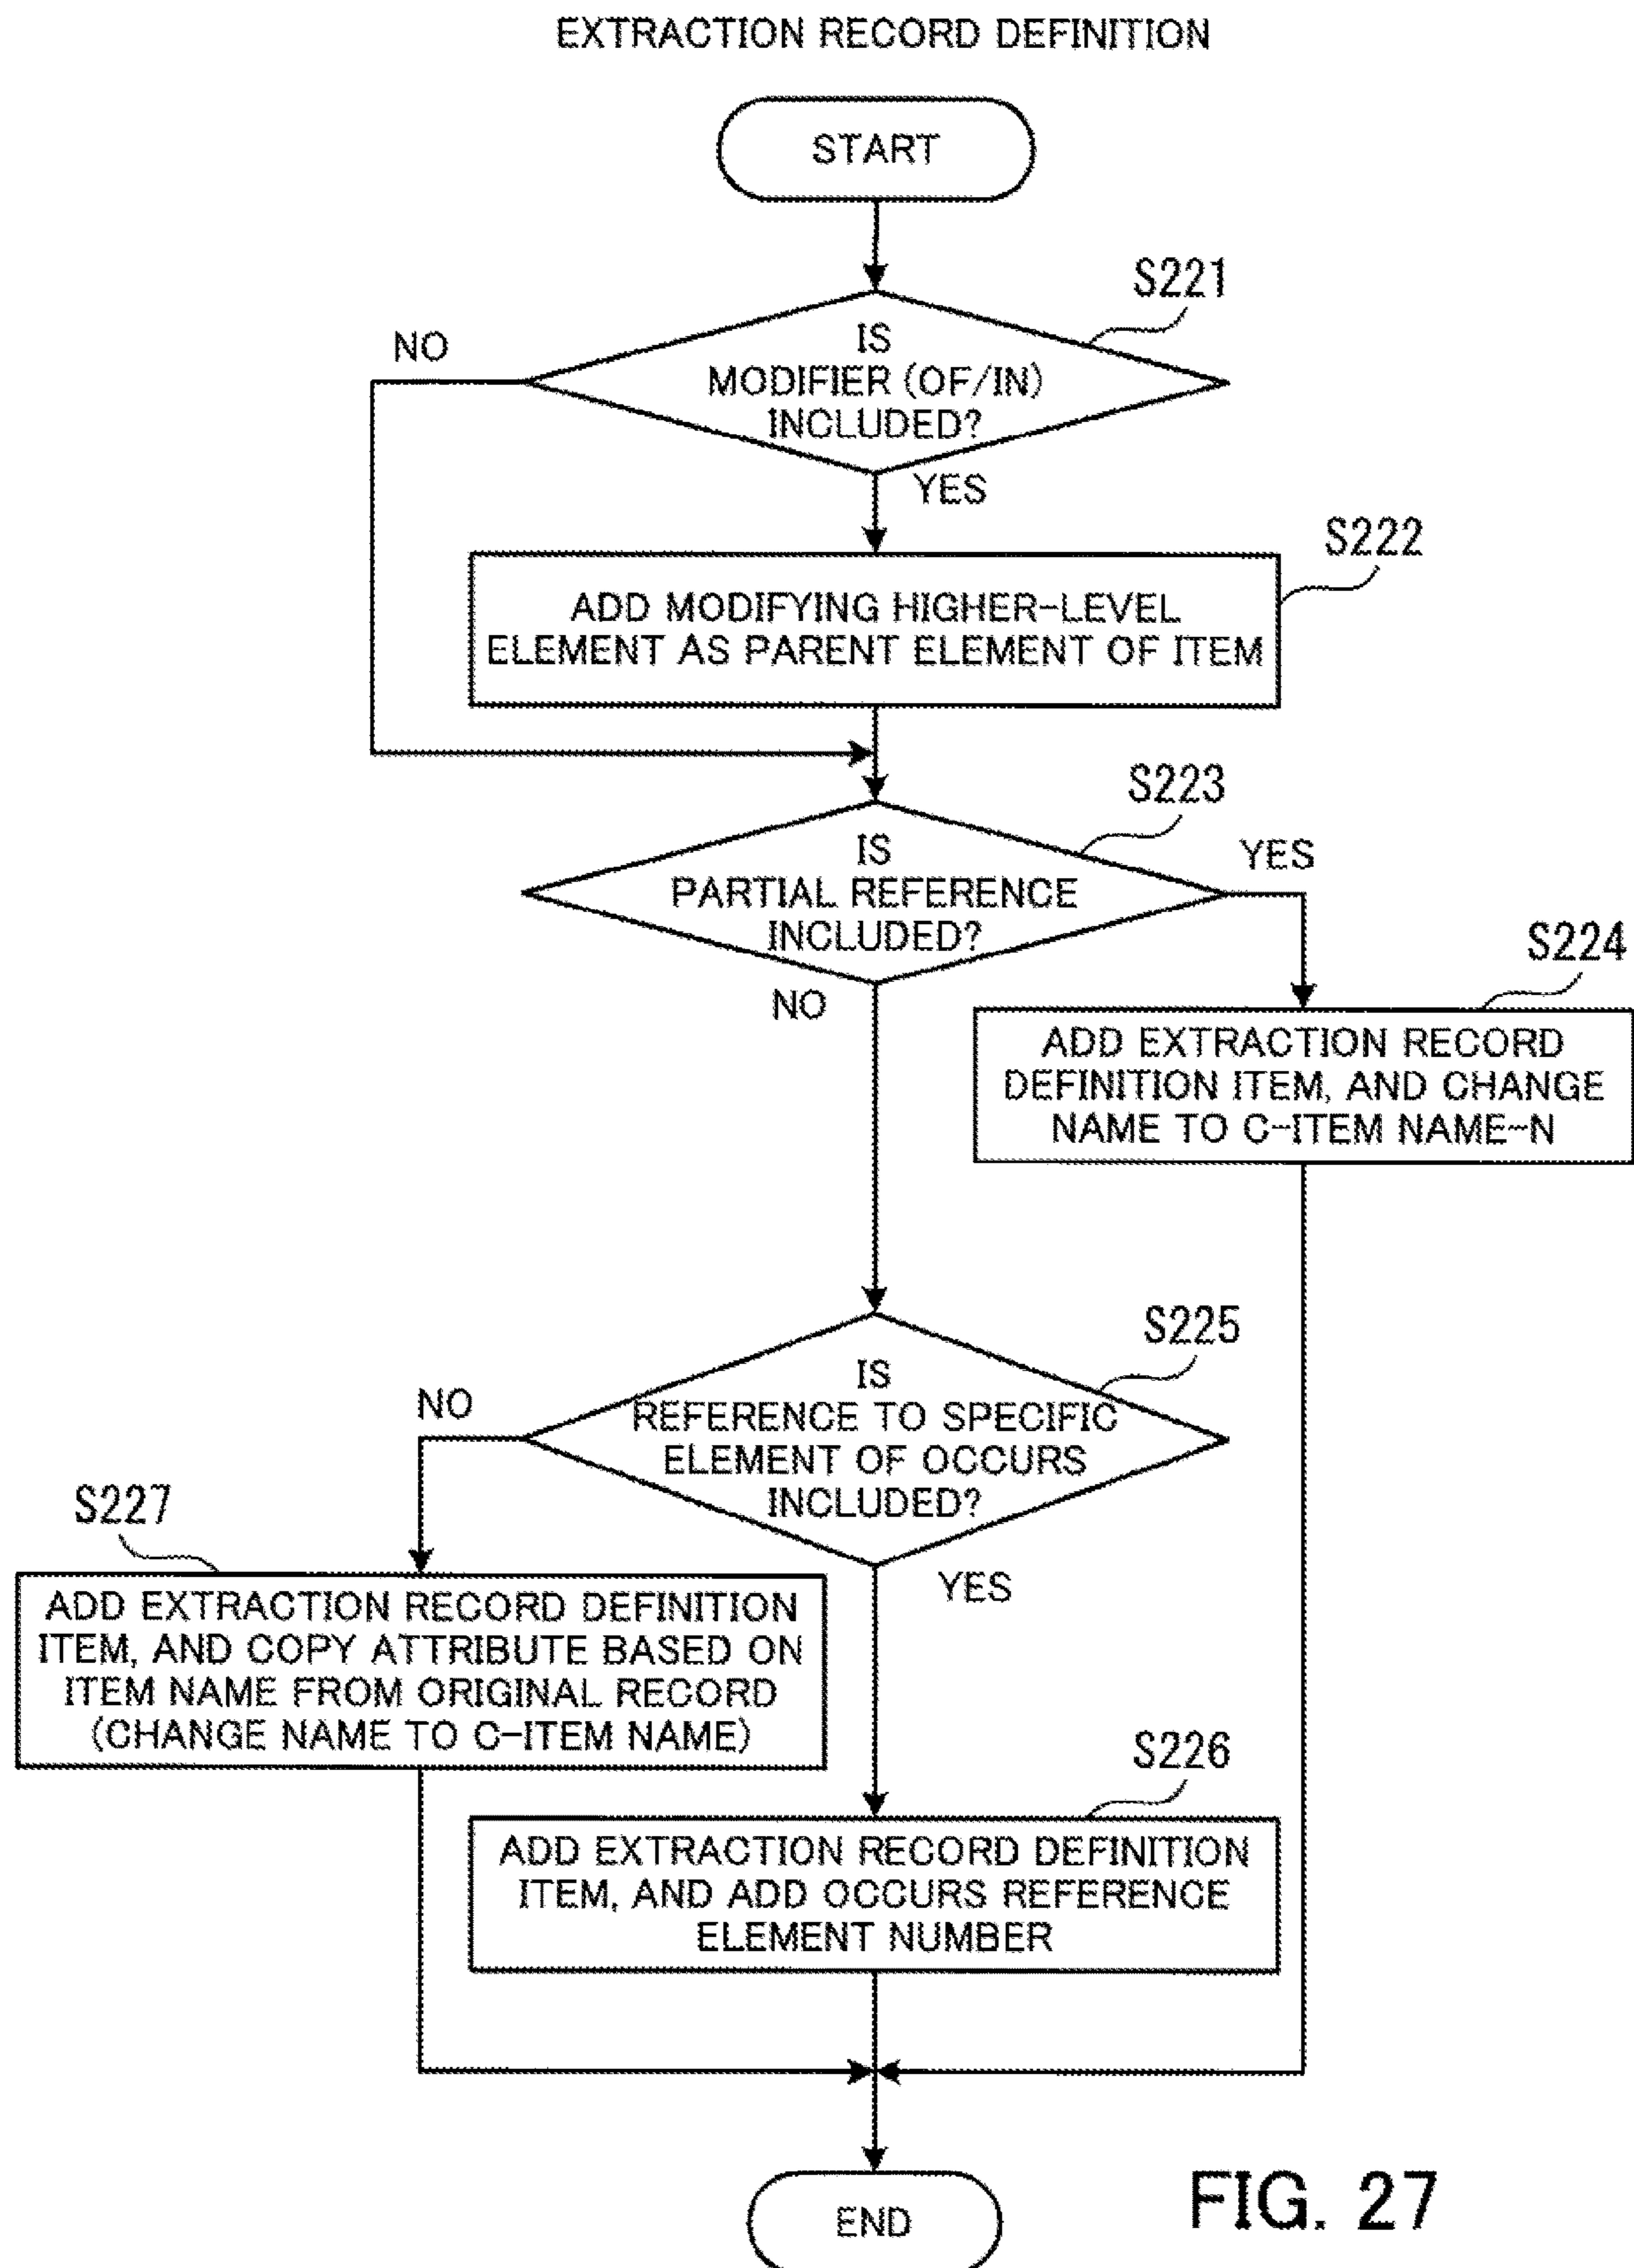 EXTRACTION RECORD DEFINITION
START
S221
NO
IS
MODIFIER (OF/IN)
INCLUDED?
YES
S222
ADD MODIFYING HIGHER-LEVEL
ELEMENT AS PARENT ELEMENT OF ITEM
S223
IS
PARTIAL REFERENCE
INCLUDED?
YES
NO
S224
ADD EXTRACTION RECORD
DEFINITION ITEM, AND CHANGE
NAME TO C-ITEM NAME-N
S225
NO
IS
REFERENCE TO SPECIFIC
ELEMENT OF OCCURS
INCLUDED?
YES
S227
ADD EXTRACTION RECORD DEFINITION
ITEM, AND COPY ATTRIBUTE BASED ON
ITEM NAME FROM ORIGINAL RECORD
(CHANGE NAME TO C-ITEM NAME)
S226
ADD EXTRACTION RECORD DEFINITION
ITEM, AND ADD OCCURS REFERENCE
ELEMENT NUMBER
END
FIG. 27